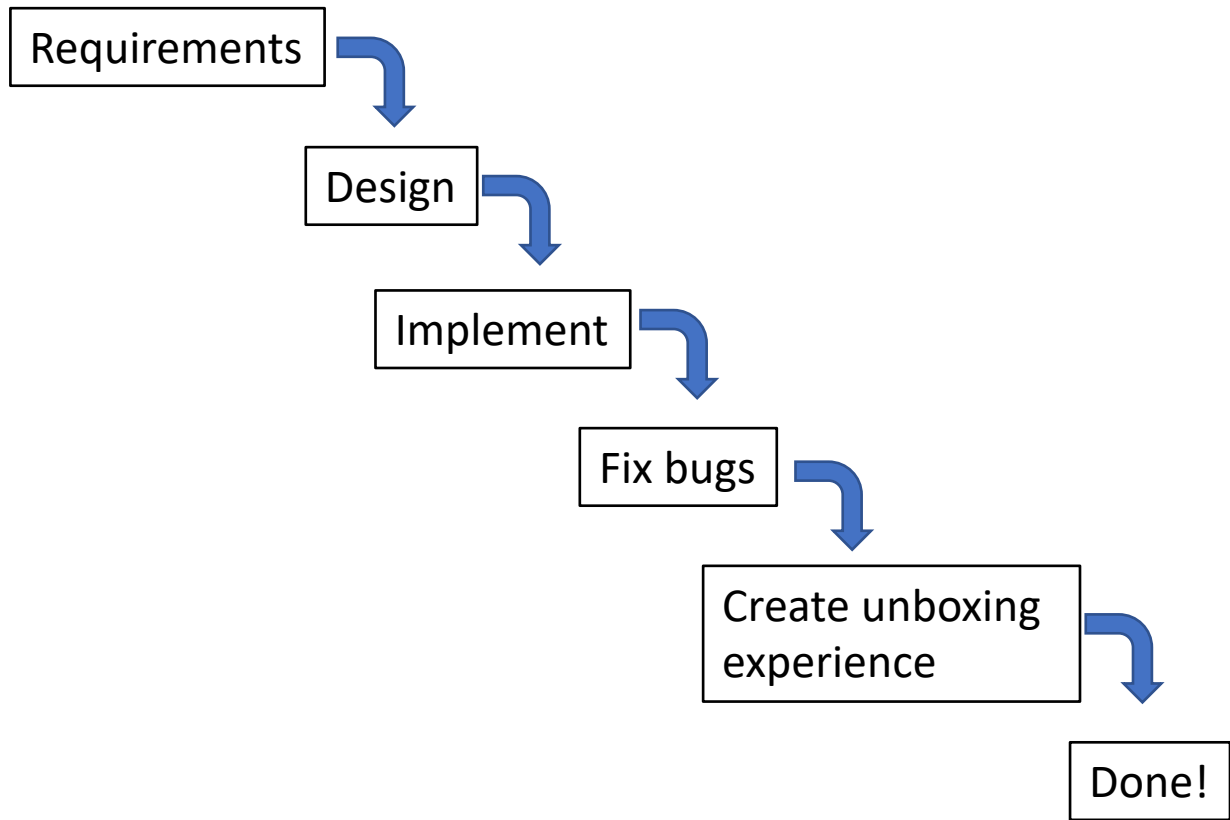 Requirements
Design
Implement
Fix bugs
Create unboxing
experience
Done!